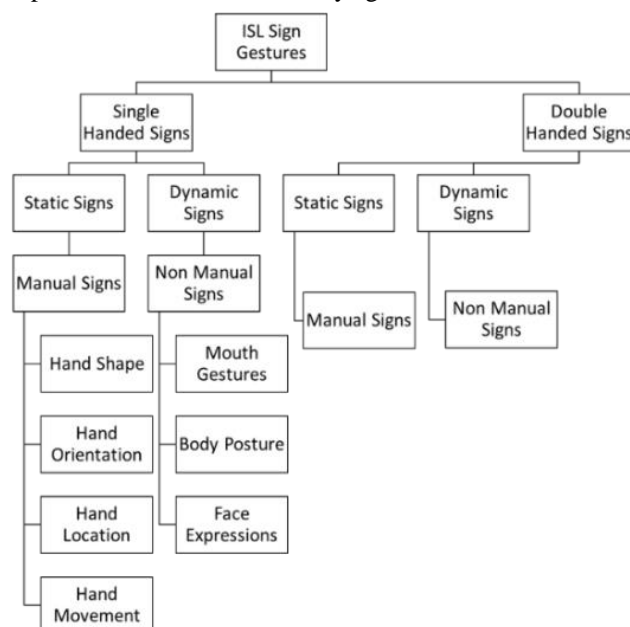 ISL Sign
Gestures
Single
Handed Signs
Double
Handed Signs
Static Signs
Dynamic
Signs
Static Signs
Dynamic
Signs
Manual Signs
Non Manual
Signs
Manual Signs
Non Manual
Signs
Hand Shape
Mouth
Gestures
Hand
Orientation
Body Posture
Hand
Location
Face
Expressions
Hand
Movement